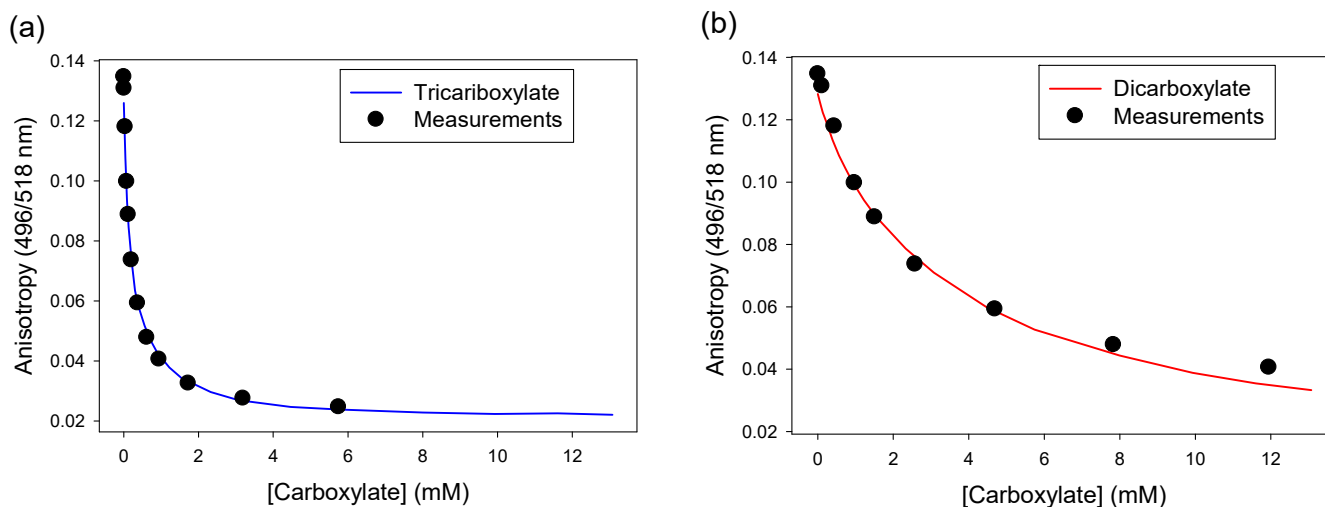 (a)
0.14
0.12
0.10
0.08
0.06
0.04
0.02
Anisotropy (496/518 nm)
Tricariboxylate
Measurements
0 2 4 6 8 10 12
[Carboxylate] (mM)
(b)
0.14
0.12
0.10
0.08
0.06
0.04
0.02
Anisotropy (496/518 nm)
Dicarboxylate
Measurements
0 2 4 6 8 10 12
[Carboxylate] (mM)